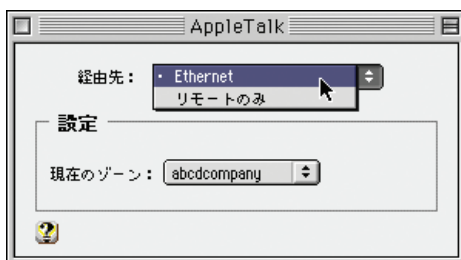 AppleTalk
経由先：
・ Ethernet
リモートのみ
設定
現在のゾーン： abcdcompany
?